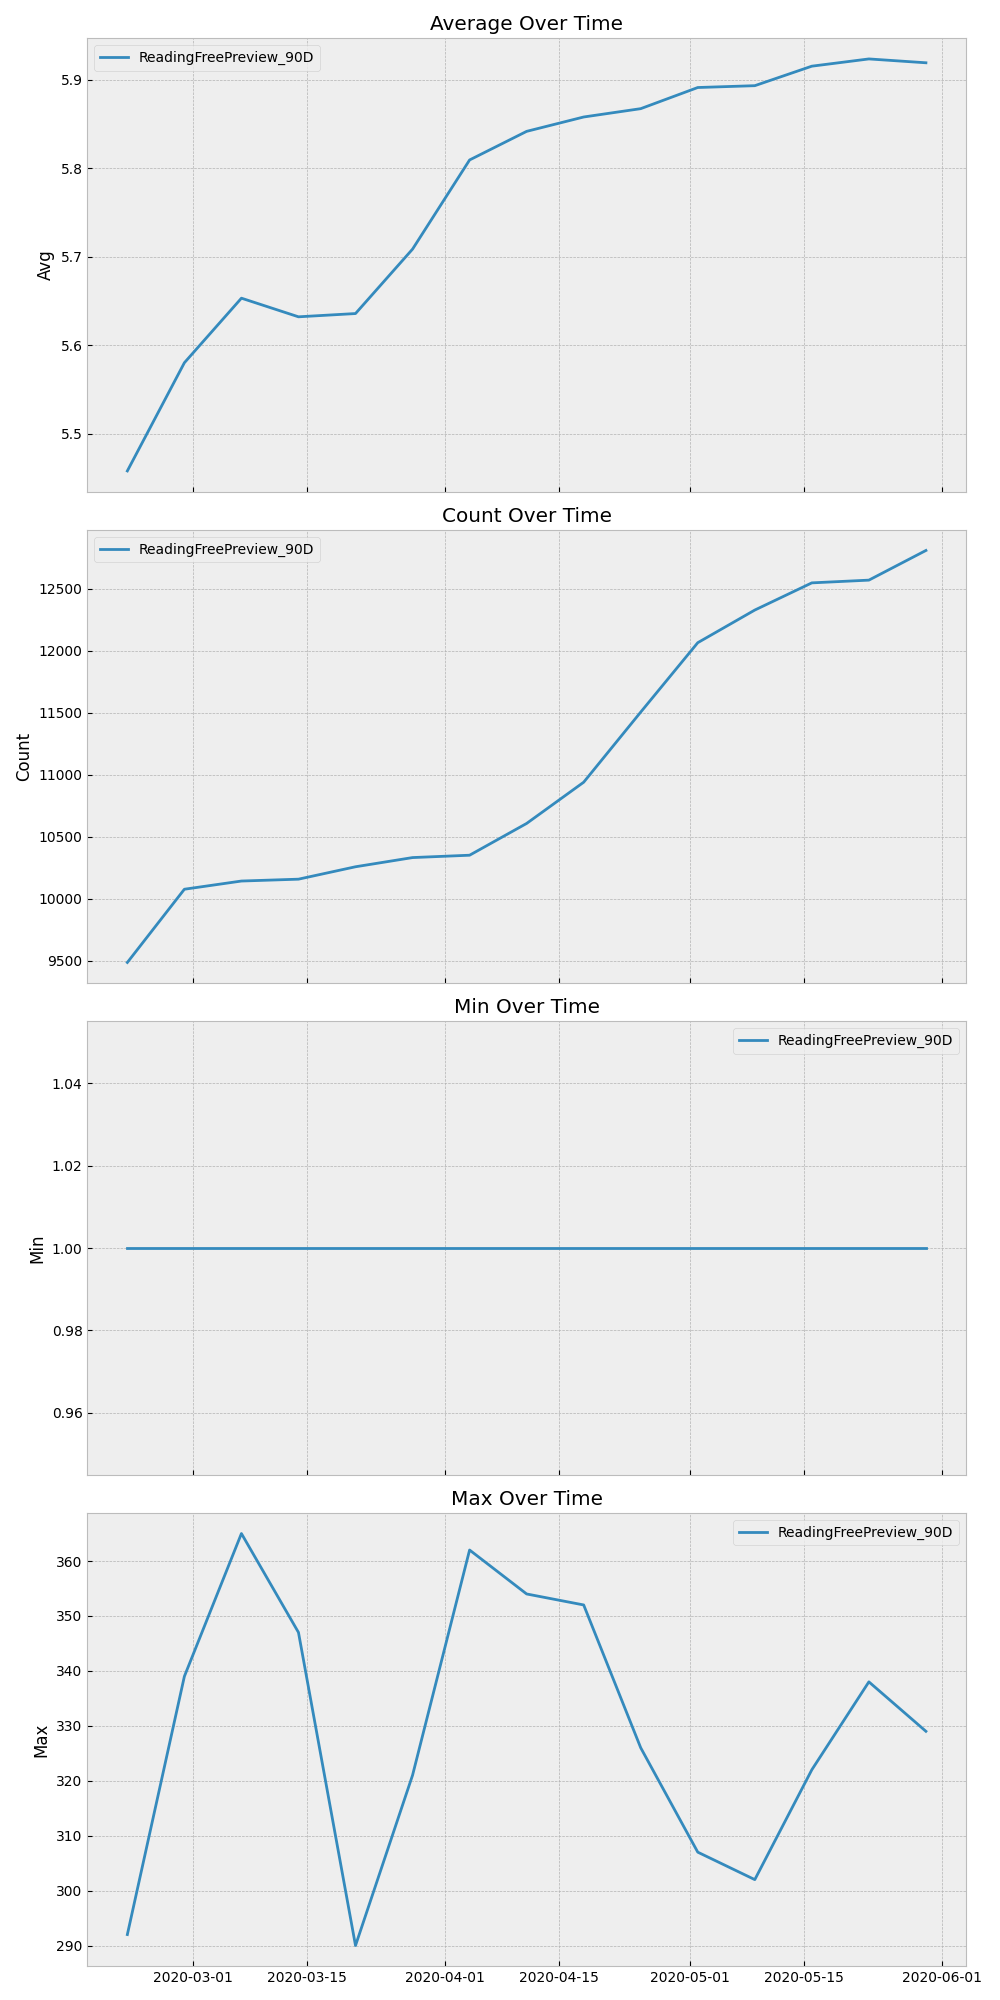 Average Over Time
ReadingFreePreview_90D
5.9
5.8
5.7
5.6
5.5
Avg
Count Over Time
ReadingFreePreview_90D
12500
12000
11500
11000
10500
10000
9500
Count
Min Over Time
ReadingFreePreview_90D
1.04
1.02
1.00
0.98
0.96
Min
Max Over Time
ReadingFreePreview_90D
360
350
340
330
320
310
300
290
Max
2020-03-01 2020-03-15 2020-04-01 2020-04-15 2020-05-01 2020-05-15 2020-06-01